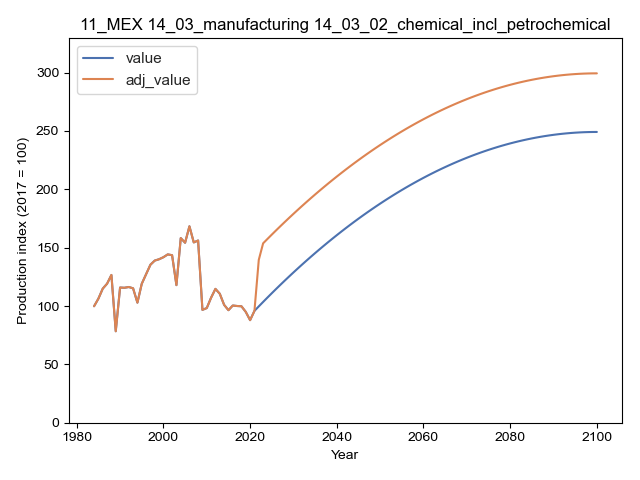 11_MEX 14_03_manufacturing 14_03_02_chemical_incl_petrochemical
value
adj_value
Production index (2017 = 100)
300
250
200
150
100
50
0
1980 2000 2020 2040 2060 2080 2100
Year